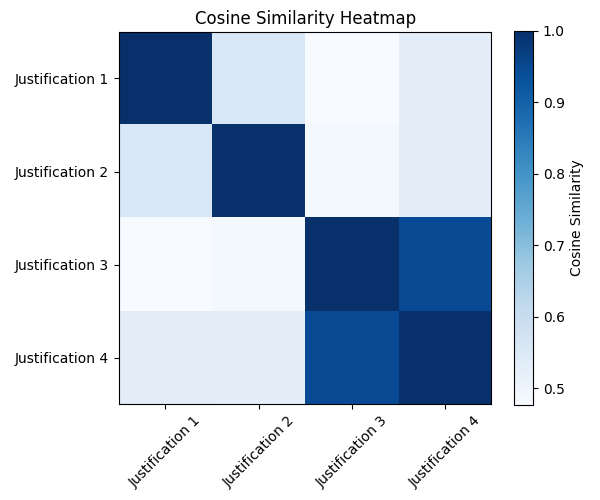 Cosine Similarity Heatmap
Justification 1
Justification 2
Justification 3
Justification 4
Justification 1
Justification 2
Justification 3
Justification 4
1.0
0.9
0.8
0.7
0.6
0.5
Cosine Similarity